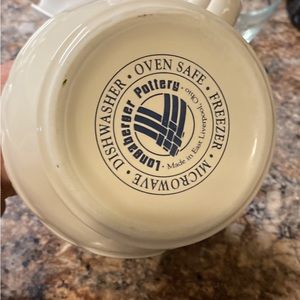 DISHWASHER • OVEN SAFE • FREEZER • MICROWAVE •
Longaberger Pottery
• Made in East Liverpool, Ohio •